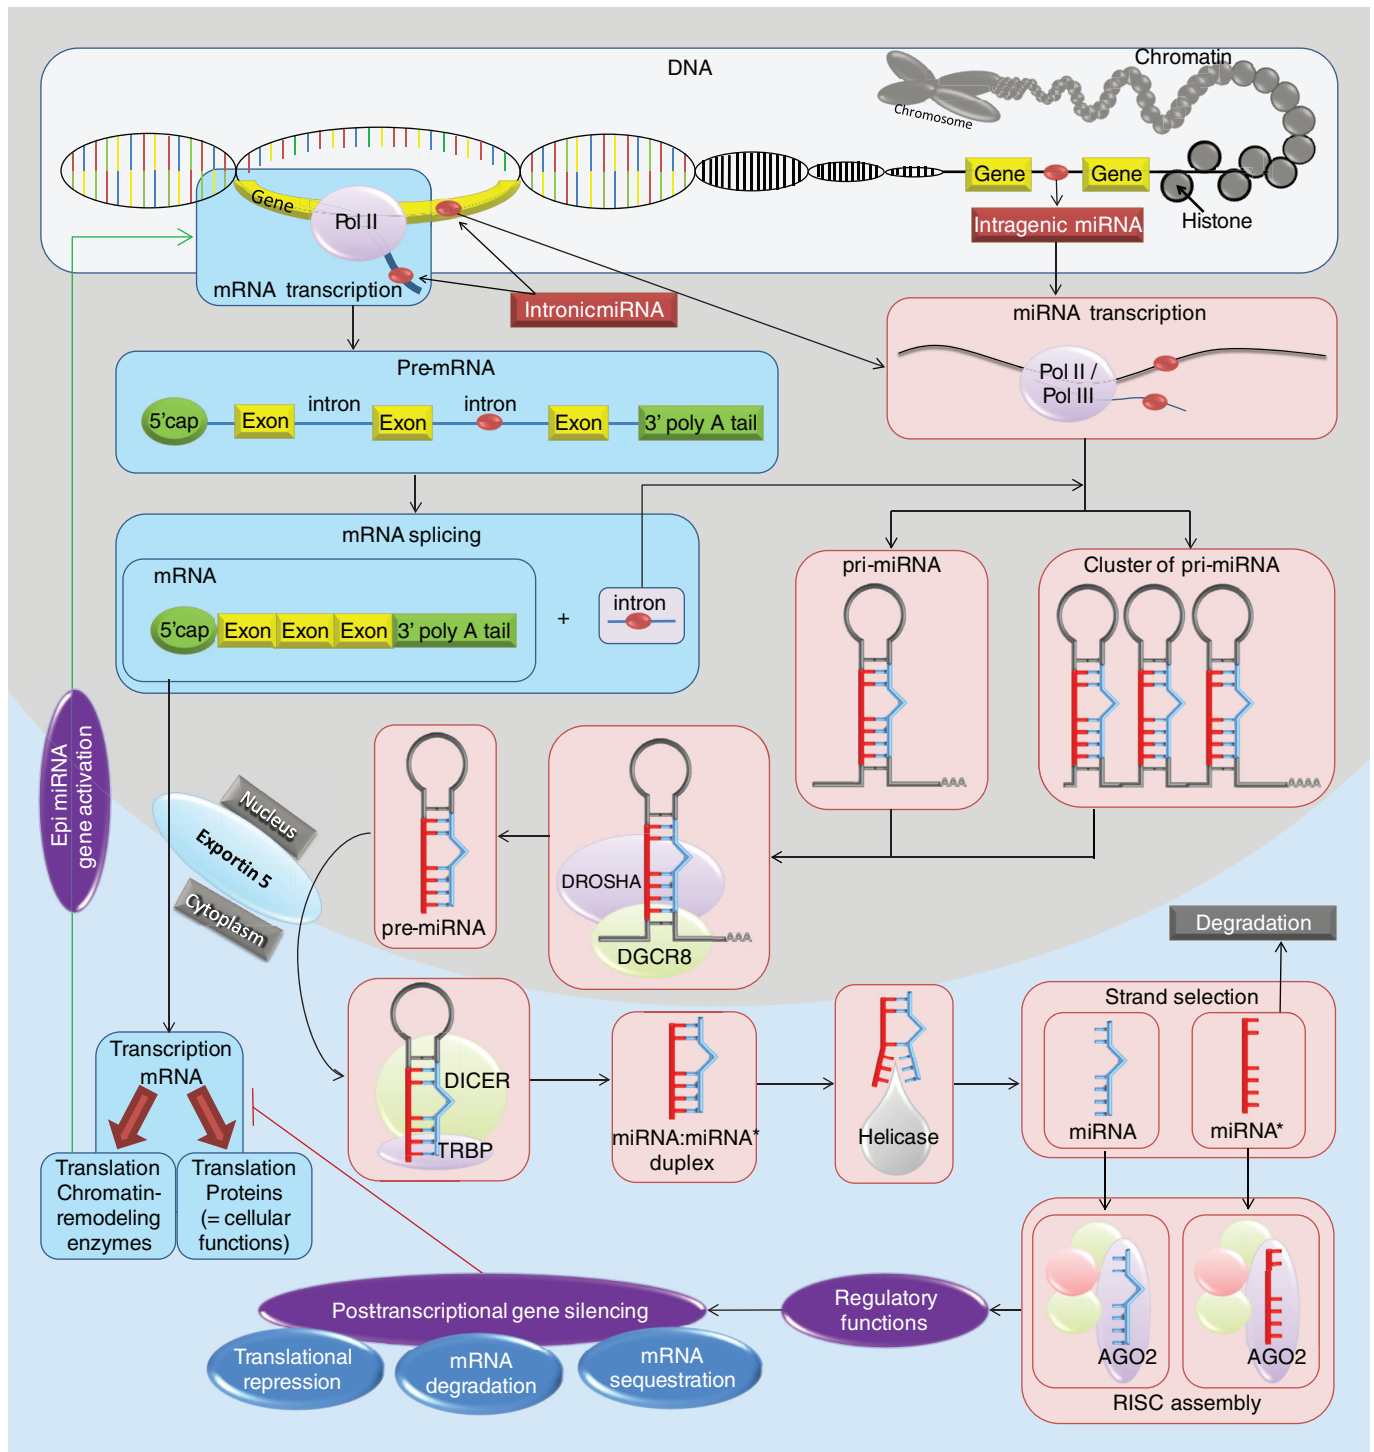 DNA
Chromatin
Chromosome
Gene
Gene
Gene
Pol II
Histone
Intragenic miRNA
mRNA transcription
IntronicmiRNA
miRNA transcription
Pol II /
Pol III
Pre-mRNA
5'cap
Exon
intron
Exon
intron
Exon
3' poly A tail
mRNA splicing
mRNA
5'cap
Exon
Exon
Exon
3' poly A tail
+
intron
pri-miRNA
AAA
Cluster of pri-miRNA
AAAA
Epi miRNA
gene activation
Nucleus
Exportin 5
Cytoplasm
pre-miRNA
DROSHA
DGCR8
AAA
Degradation
Strand selection
miRNA
miRNA*
DICER
TRBP
miRNA:miRNA*
duplex
Helicase
Transcription
mRNA
Translation
Chromatin-
remodeling
enzymes
Translation
Proteins
(= cellular
functions)
AGO2
AGO2
RISC assembly
Regulatory
functions
Post-transcriptional gene silencing
Translational
repression
mRNA
degradation
mRNA
sequestration